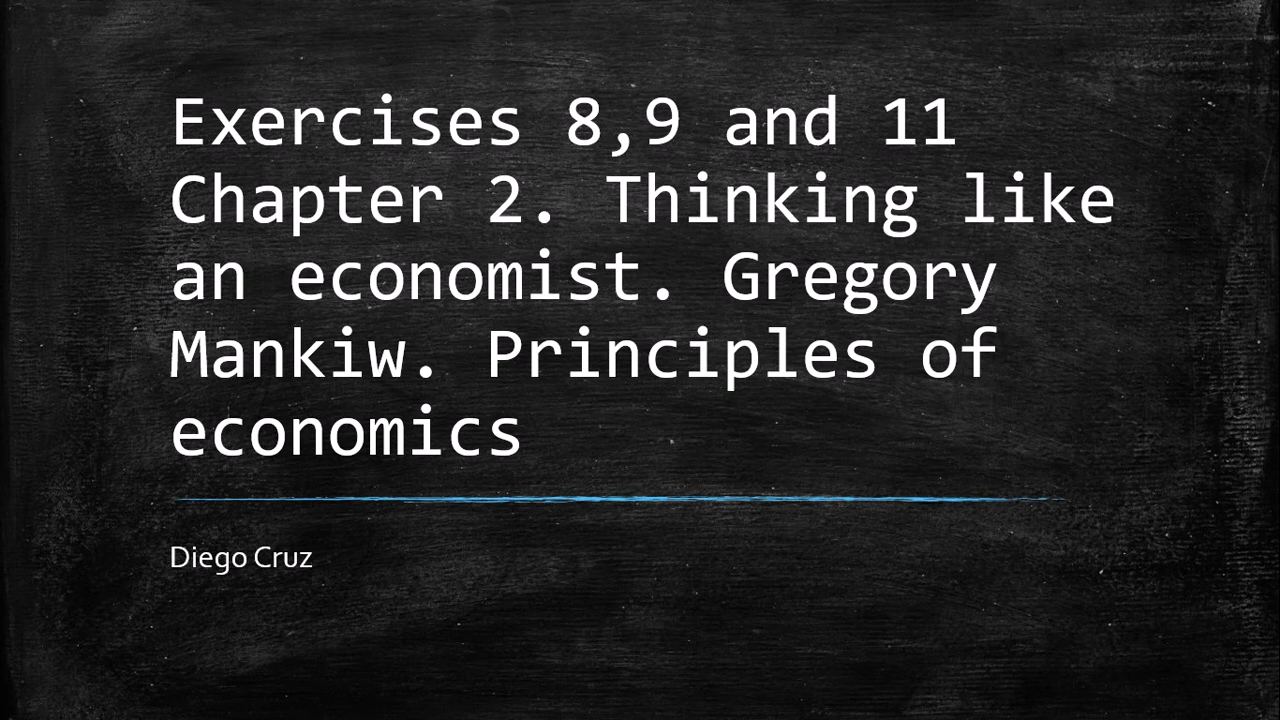 Exercises 8,9 and 11
Chapter 2. Thinking like
an economist. Gregory
Mankiw. Principles of
economics
Diego Cruz